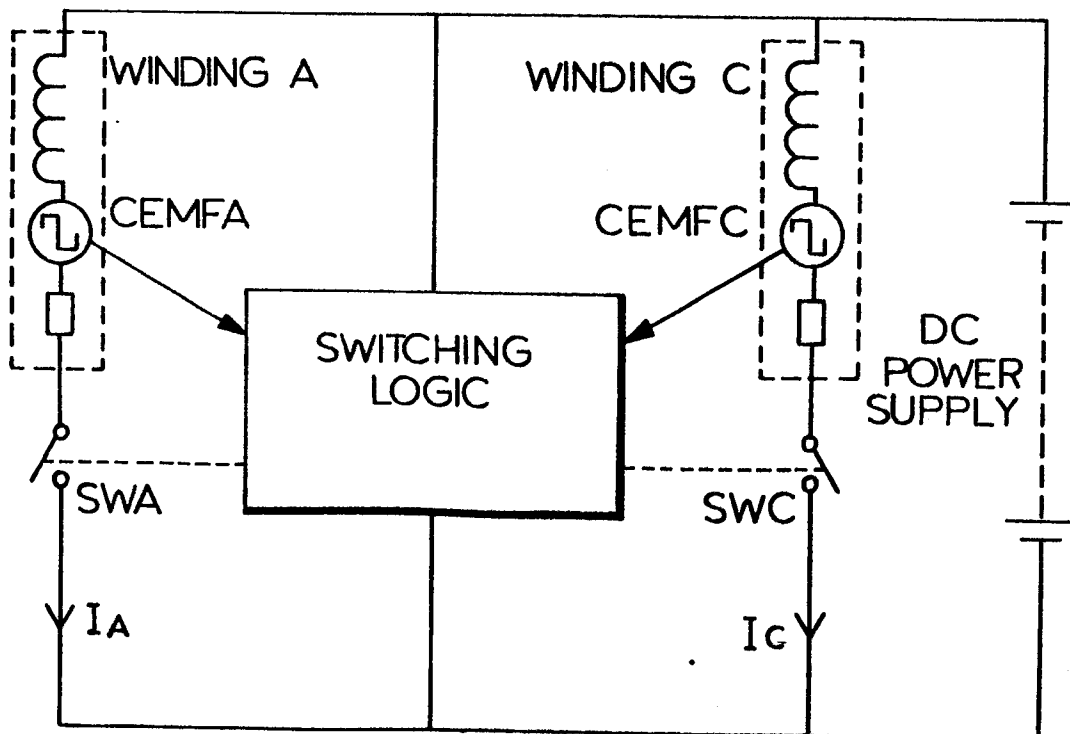 WINDING A
WINDING C
CEMFA
CEMFC
SWITCHING
LOGIC
DC
POWER
SUPPLY
SWA
SWC
IA
IC